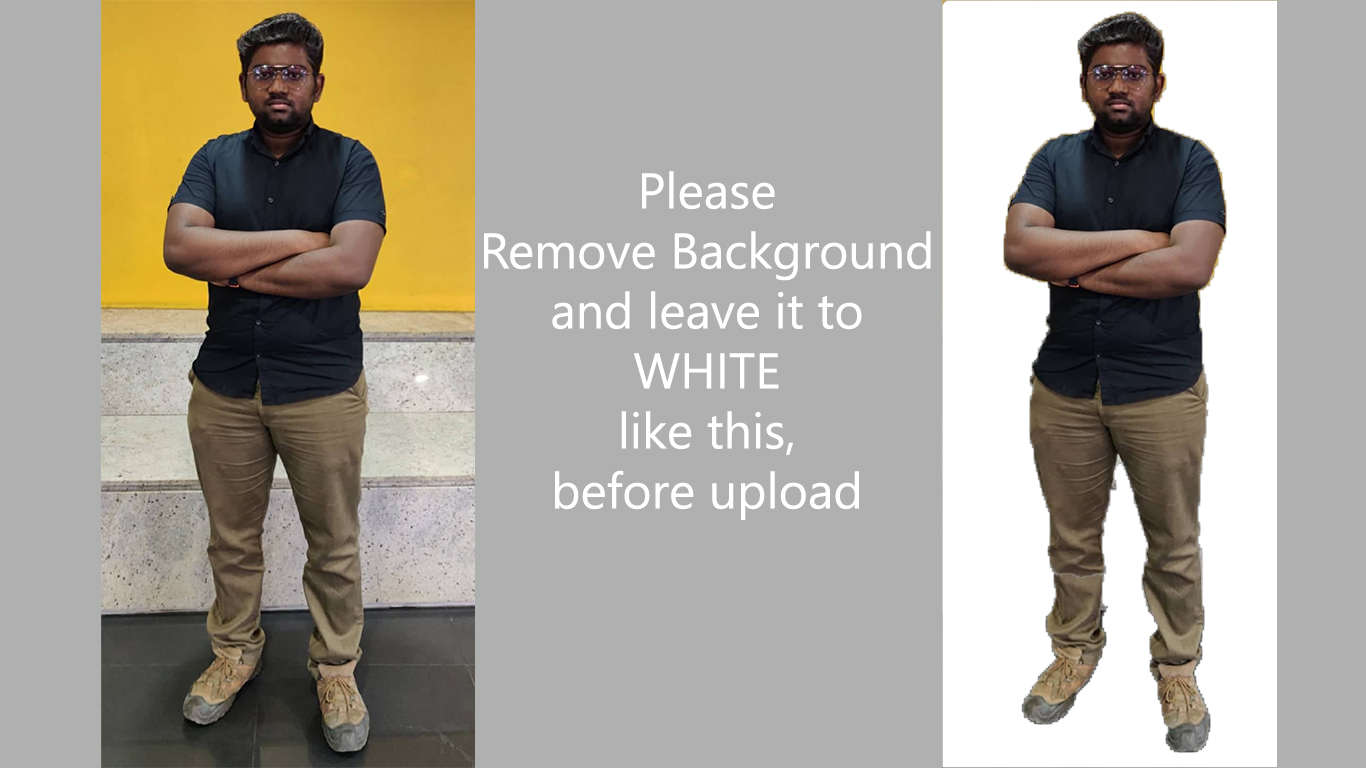 Please
Remove Background
and leave it to
WHITE
like this,
before upload